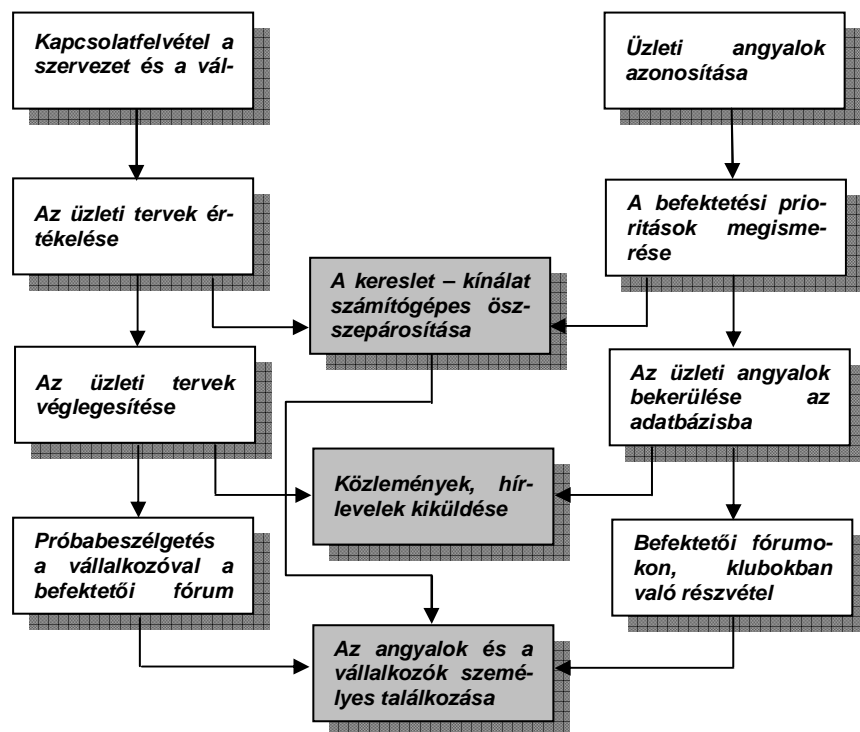 Kapcsolatfelvétel a
szervezet és a vál-
Üzleti angyalok
azonosítása
Az üzleti tervek ér-
tékelése
A befektetési prio-
ritások megisme-
rése
A kereslet – kínálat
számítógépes ösz-
szepárosítása
Az üzleti tervek
véglegesítése
Az üzleti angyalok
bekerülése az
adatbázisba
Közlemények, hír-
levelek kiküldése
Próbabeszélgetés
a vállalkozóval a
befektetői fórum
Befektetői fórumo-
kon, klubokban
való részvétel
Az angyalok és a
vállalkozók szemé-
lyes találkozása